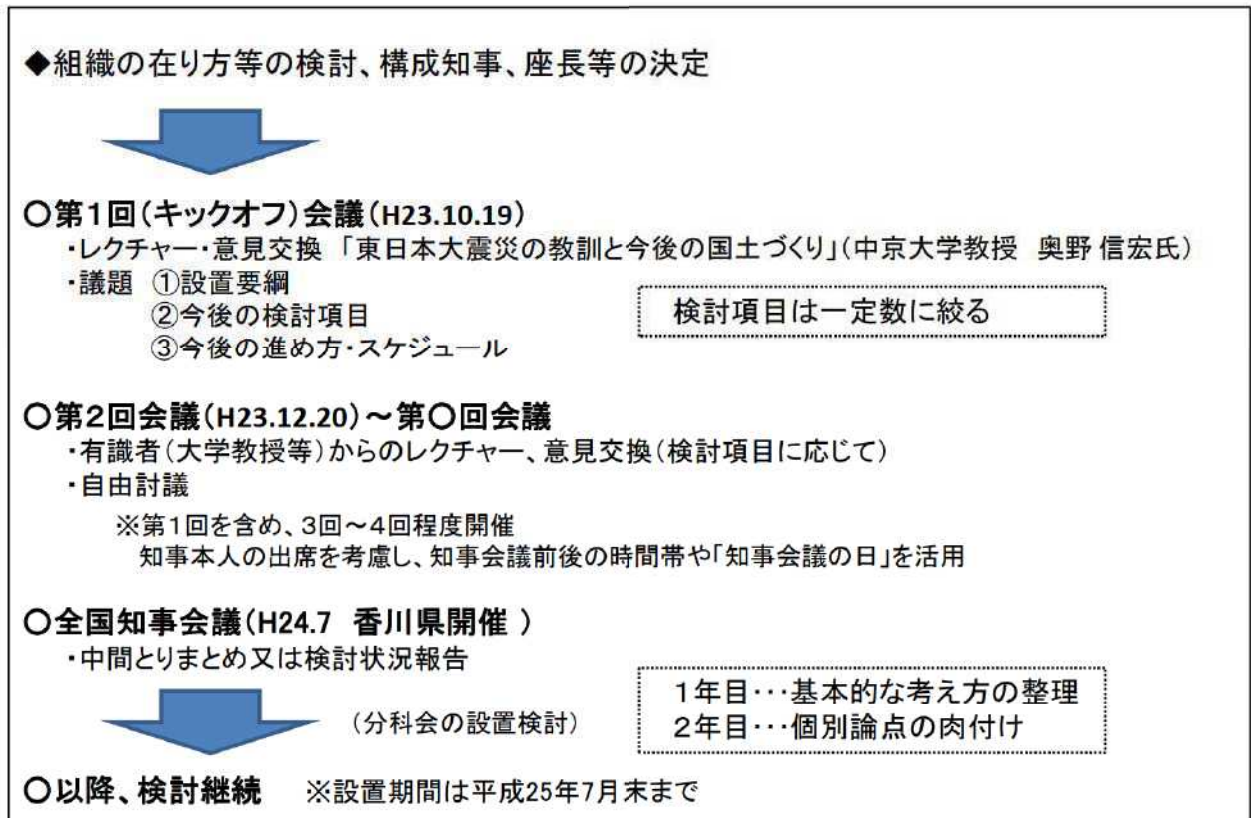 ◆組織の在り方等の検討、構成知事、座長等の決定
〇第1回(キックオフ)会議(H23.10.19)
・レクチャー・意見交換 「東日本大震災の教訓と今後の国土づくり」(中京大学教授 奥野 信宏氏)
・議題 ①設置要綱
②今後の検討項目
検討項目は一定数に絞る
③今後の進め方・スケジュール
〇第2回会議(H23.12.20)～第〇回会議
・有識者(大学教授等)からのレクチャー、意見交換(検討項目に応じて)
・自由討議
※第1回を含め、3回～4回程度開催
知事本人の出席を考慮し、知事会議前後の時間帯や「知事会議の日」を活用
〇全国知事会議(H24.7 香川県開催 )
・中間とりまとめ又は検討状況報告
(分科会の設置検討)
1年目・・・基本的な考え方の整理
2年目・・・個別論点の肉付け
〇以降、検討継続 ※設置期間は平成25年7月末まで